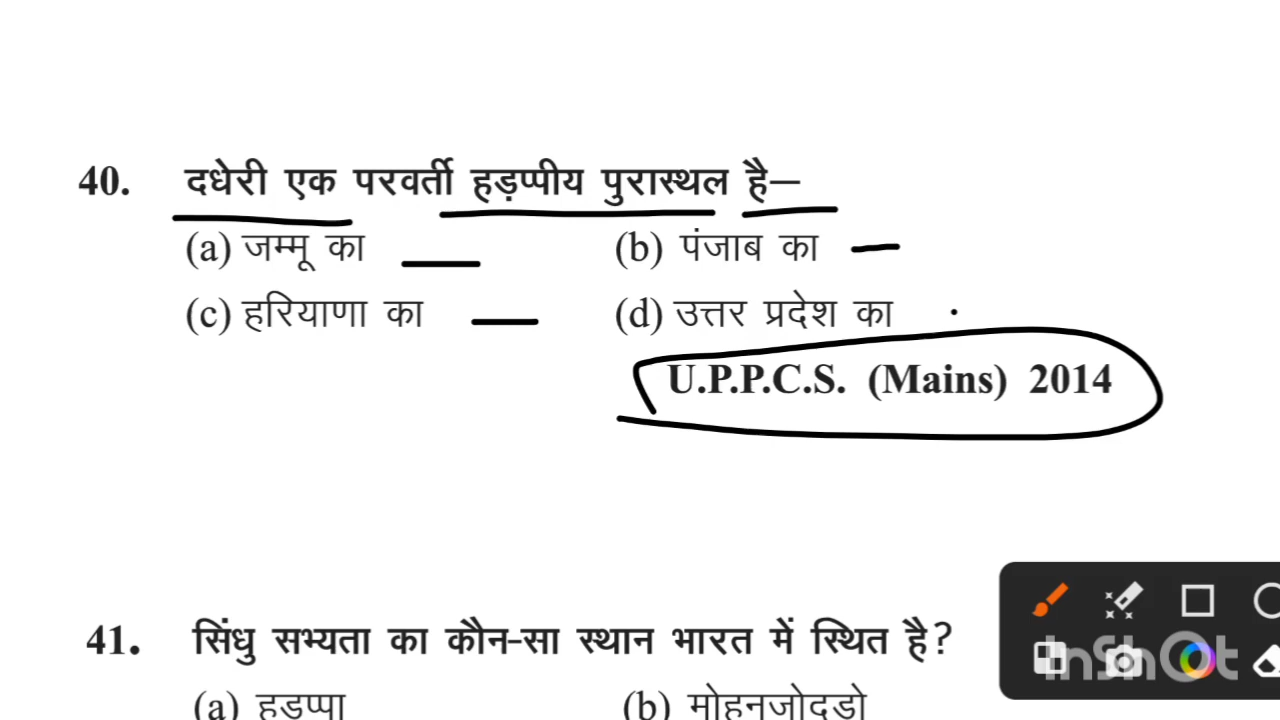 40. दधेरी एक परवर्ती हड़प्पीय पुरास्थल है–
(a) जम्मू का (b) पंजाब का
(c) हरियाणा का (d) उत्तर प्रदेश का
U.P.P.C.S. (Mains) 2014
41. सिंधु सभ्यता का कौन-सा स्थान भारत में स्थित है?
(a) हड़प्पा (b) मोहनजोदड़ो
InShOt